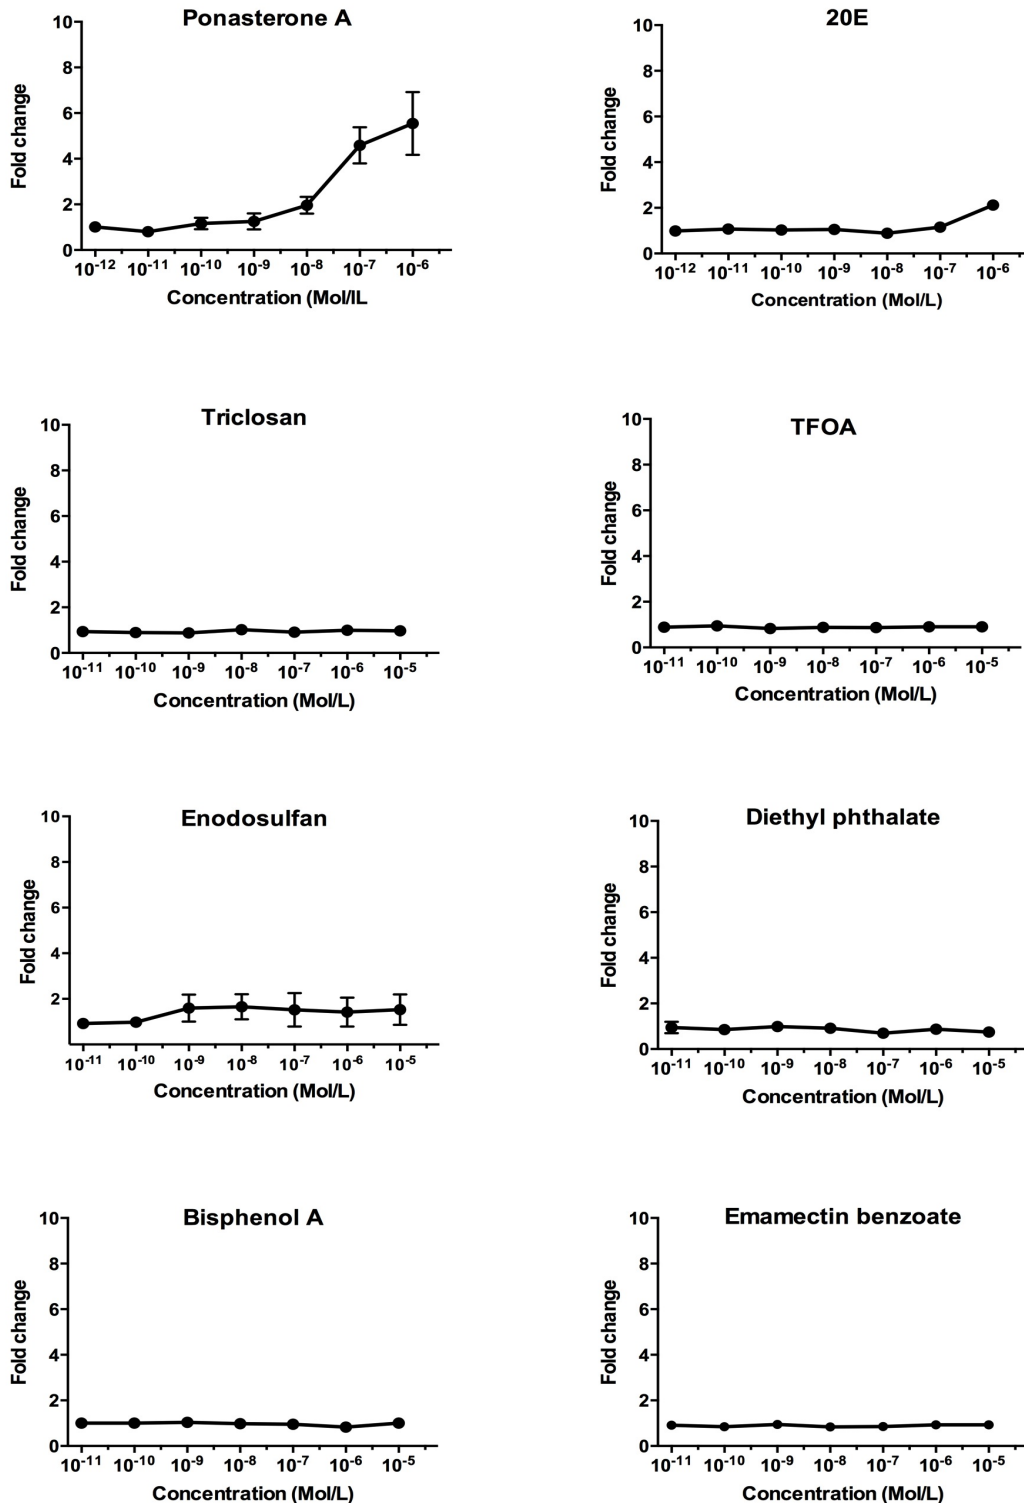 Ponasterone A
Fold change
10
8
6
4
2
0
10-12 10-11 10-10 10-9 10-8 10-7 10-6
Concentration (Mol/lL
20E
Fold change
10
8
6
4
2
0
10-12 10-11 10-10 10-9 10-8 10-7 10-6
Concentration (Mol/L)
Triclosan
Fold change
10
8
6
4
2
0
10-11 10-10 10-9 10-8 10-7 10-6 10-5
Concentration (Mol/L)
TFOA
Fold change
10
8
6
4
2
0
10-11 10-10 10-9 10-8 10-7 10-6 10-5
Concentration (Mol/L)
Enodosulfan
Fold change
10
8
6
4
2
10-11 10-10 10-9 10-8 10-7 10-6 10-5
Concentration (Mol/L)
Diethyl phthalate
Fold change
10
8
6
4
2
0
10-11 10-10 10-9 10-8 10-7 10-6 10-5
Concentration (Mol/L)
Bisphenol A
Fold change
10
8
6
4
2
0
10-11 10-10 10-9 10-8 10-7 10-6 10-5
Concentration (Mol/L)
Emamectin benzoate
Fold change
10
8
6
4
2
0
10-11 10-10 10-9 10-8 10-7 10-6 10-5
Concentration (Mol/L)